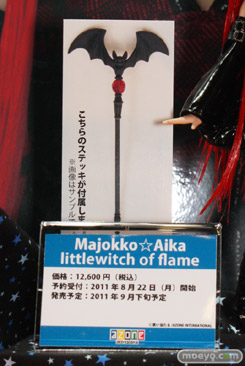 こちらのステッキが付属しま
※画像はサンプル
Majokko☆Aika
littlewitch of flame
価格：12,600円（税込）
予約受付：2011年8月22日（月）開始
発売予定：2011年9月下旬予定
AZONE INTERNATIONAL
moeyo.com